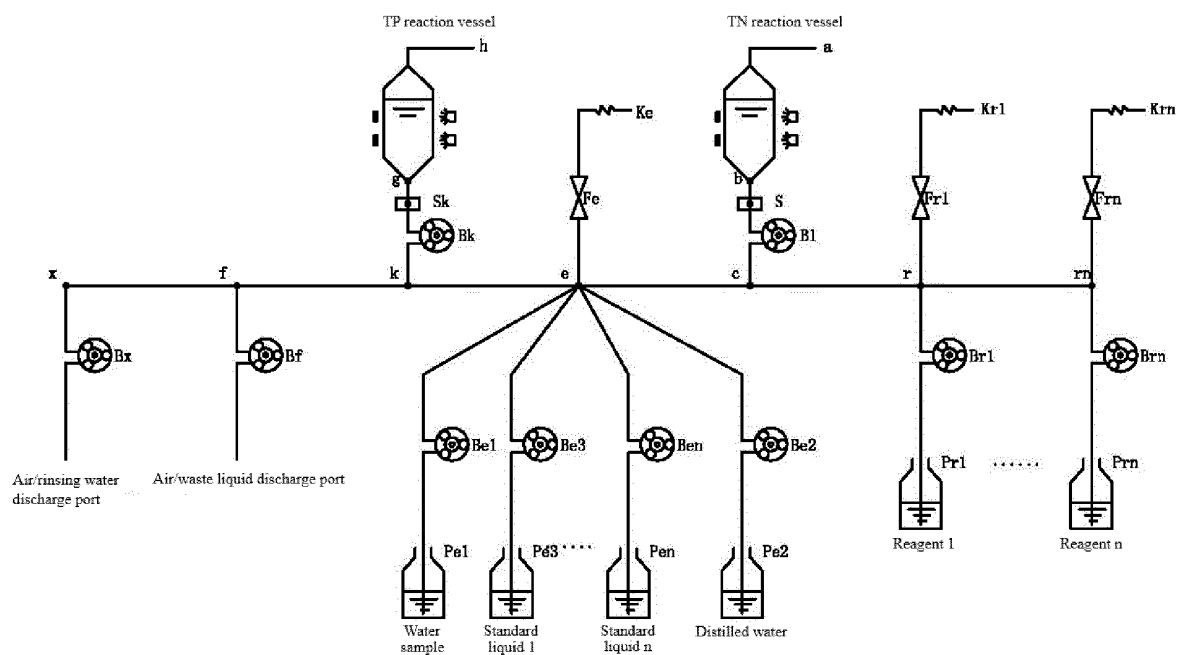 TP reaction vessel
TN reaction vessel
h
a
Ke
Kr1
Krn
g
b
Sk
Fe
S
Fr1
Frn
Bk
B1
x
f
k
e
c
r
rn
Bx
Bf
Br1
Brn
Be1
Be3
Ben
Be2
Air/rinsing water
discharge port
Air/waste liquid discharge port
Pr1
......
Prn
Reagent 1
Reagent n
Pe1
Pe3
.....
Pen
Pe2
Water
sample
Standard
liquid 1
Standard
liquid n
Distilled water